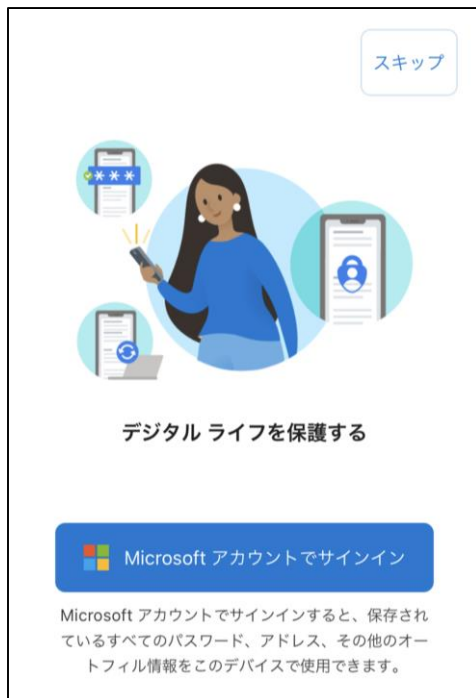 スキップ
***
デジタル ライフを保護する
Microsoft アカウントでサインイン
Microsoft アカウントでサインインすると、保存され
ているすべてのパスワード、アドレス、その他のオー
トフィル情報をこのデバイスで使用できます。